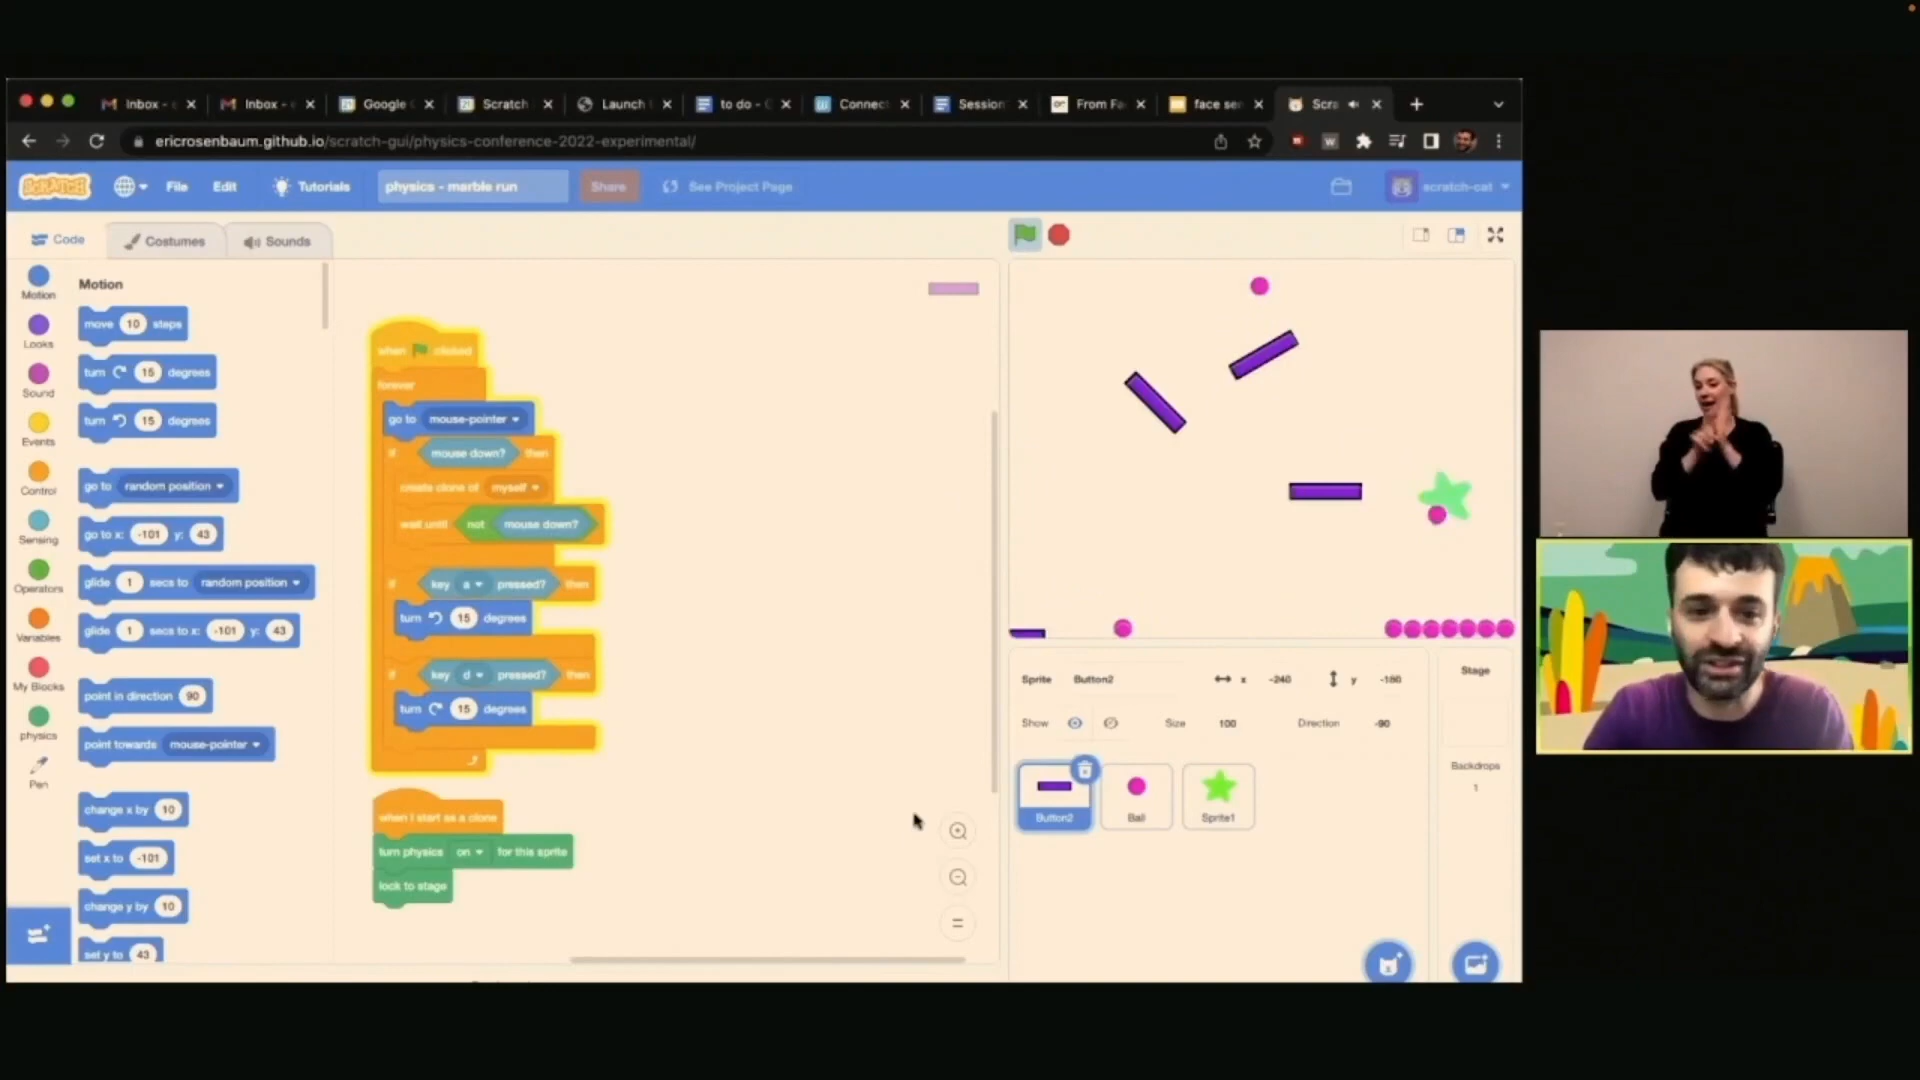 Inbox - Inbox - Google Scratch Launch to do - Connect Session From Fa face ser Scra
ericrosenbaum.github.io/scratch-gui/physics-conference-2022-experimental/
SCRATCH File Edit Tutorials physics - marble run Share See Project Page scratch-cat
Code Costumes Sounds
Motion
Looks
Sound
Events
Control
Sensing
Operators
Variables
My Blocks
physics
Pen
Motion
move 10 steps
turn 15 degrees
turn 15 degrees
go to random position
go to x: -101 y: 43
glide 1 secs to random position
glide 1 secs to x: -101 y: 43
point in direction 90
point towards mouse-pointer
change x by 10
set x to -101
change y by 10
set y to 43
when clicked
forever
go to mouse-pointer
if mouse down? then
create clone of myself
wait until not mouse down?
if key a pressed? then
turn 15 degrees
if key d pressed? then
turn 15 degrees
when I start as a clone
turn physics on for this sprite
lock to stage
Sprite Button2 x -240 y -180
Show Size 100 Direction -90
Button2 Ball Sprite1
Stage
Backdrops
1